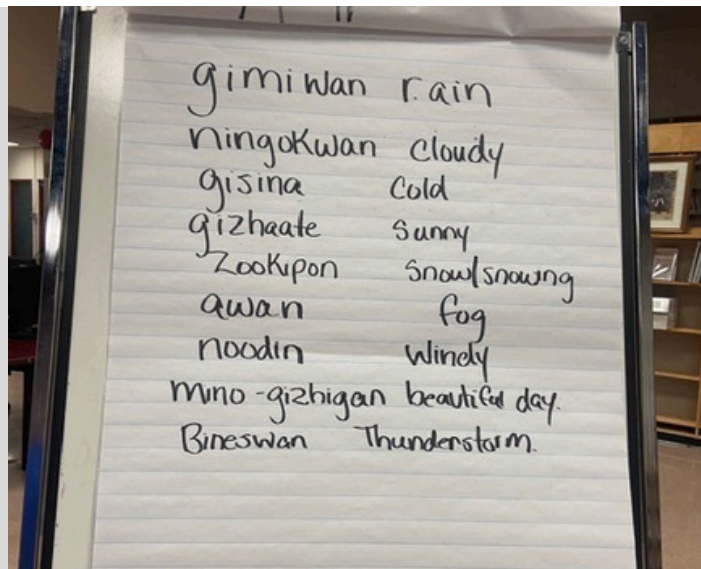 gimiwan rain
ningokwan cloudy
gisina cold
gizhaate sunny
Zookipon snow/snowing
awan fog
noodin windy
mino-gizhigan beautiful day.
Bineswan Thunderstorm.